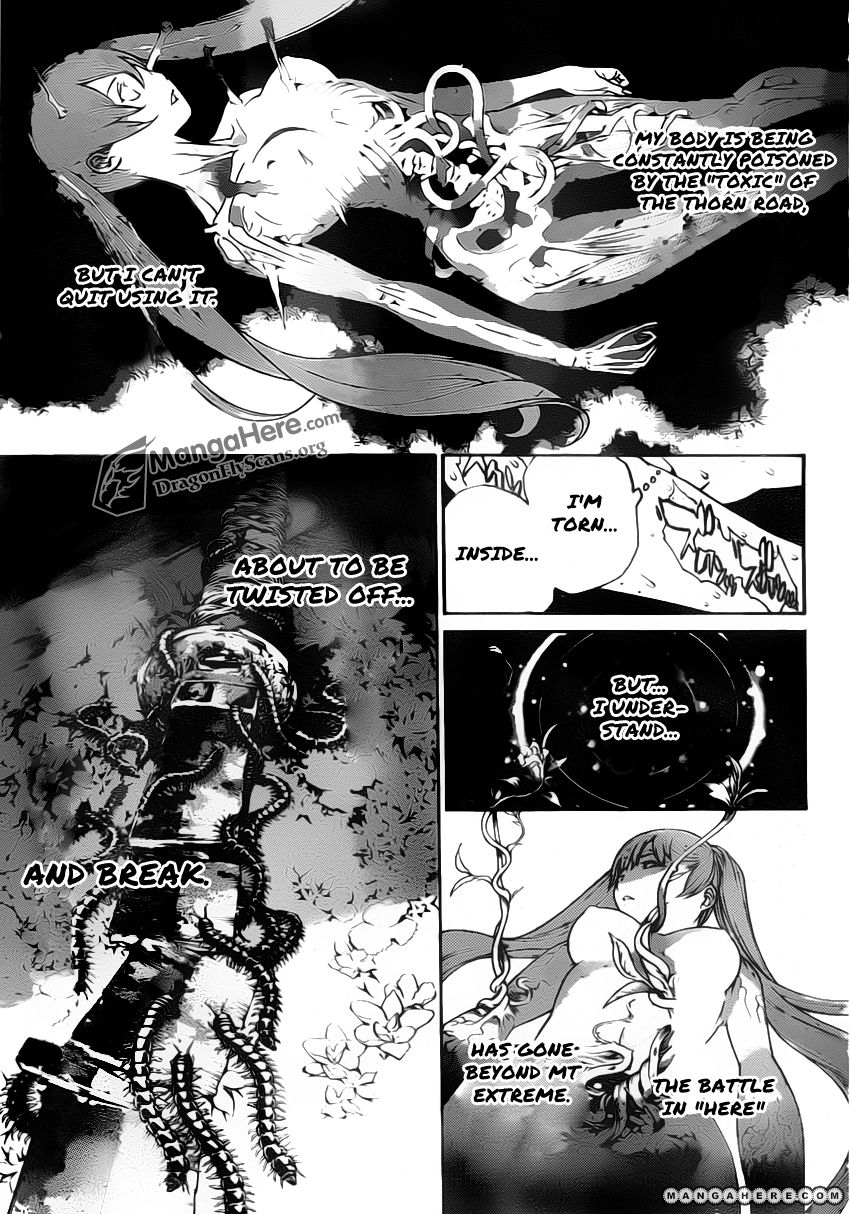 MY BODY IS BEING
CONSTANTLY POISONED
BY THE "TOXIC" OF
THE THORN ROAD,
BUT I CAN'T
QUIT USING IT.
MangaHere.com
DragonFlyScans.org
I'M
TORN...
INSIDE...
ABOUT TO BE
TWISTED OFF...
AND BREAK.
BUT...
I UNDER-
STAND...
THE BATTLE
IN "HERE"
HAS GONE
BEYOND MT
EXTREME.
MANGAHERE.COM